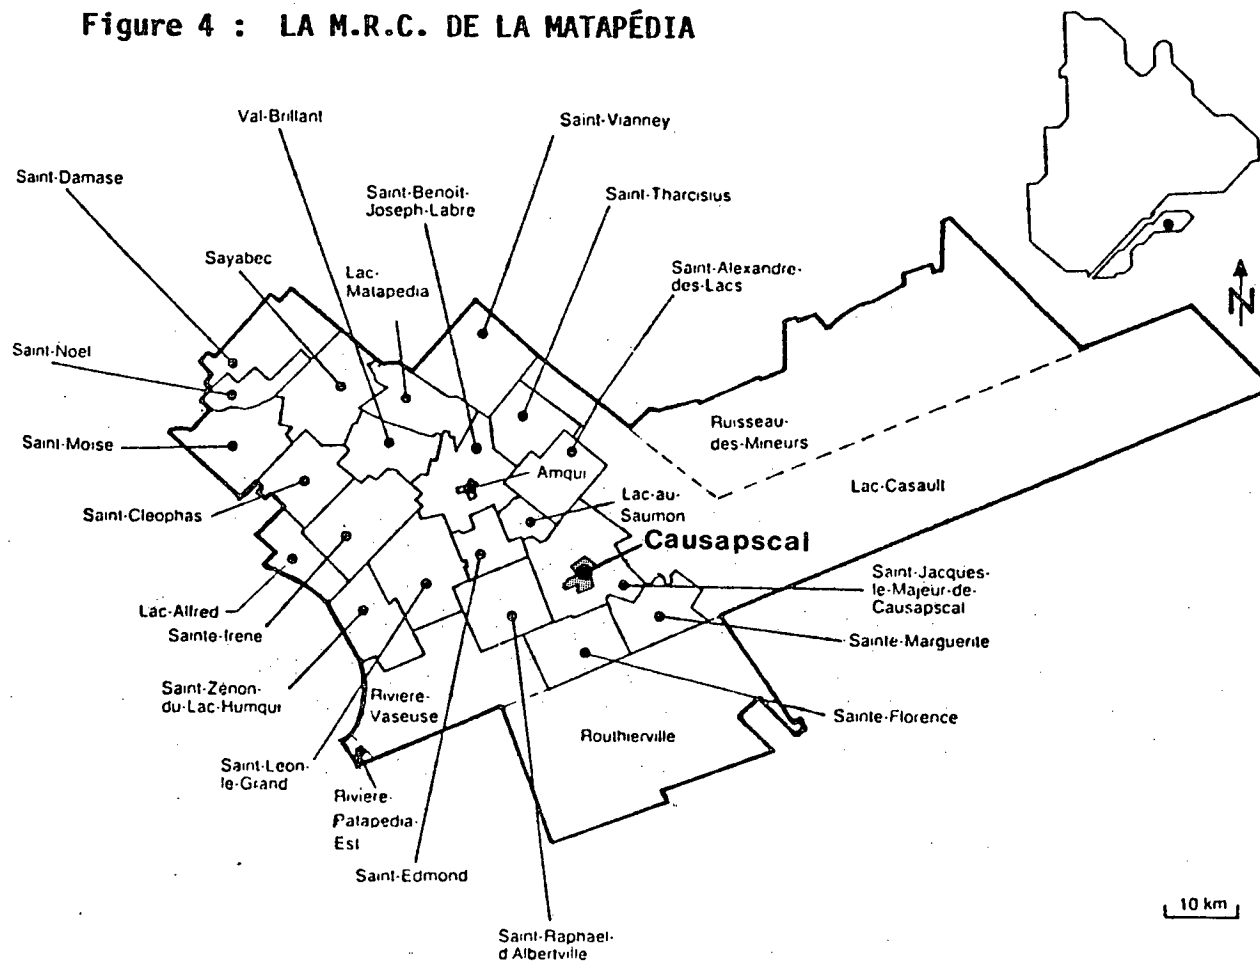 Figure 4 : LA M.R.C. DE LA MATAPÉDIA
Val-Brillant
Saint-Vianney
Saint-Damase
Saint-Benoit-
Joseph-Labre
Saint-Tharcisius
Sayabec
Lac-
Matapedia
Saint-Alexandre-
des-Lacs
N
Saint-Noel
Ruisseau-
des-Mineurs
Saint-Moise
Amqui
Lac-Casault
Lac-au-
Saumon
Saint-Cleophas
Causapscal
Saint-Jacques-
le-Majeur-de-
Causapscal
Lac-Alfred
Sainte-Irene
Sainte-Marguerite
Saint-Zénon-
du-Lac-Humqui
Riviere-
Vaseuse
Sainte-Florence
Routhierville
Saint-Leon-
le-Grand
Riviere-
Patapedia-
Est
Saint-Edmond
10 km
Saint-Raphael-
d'Albertville